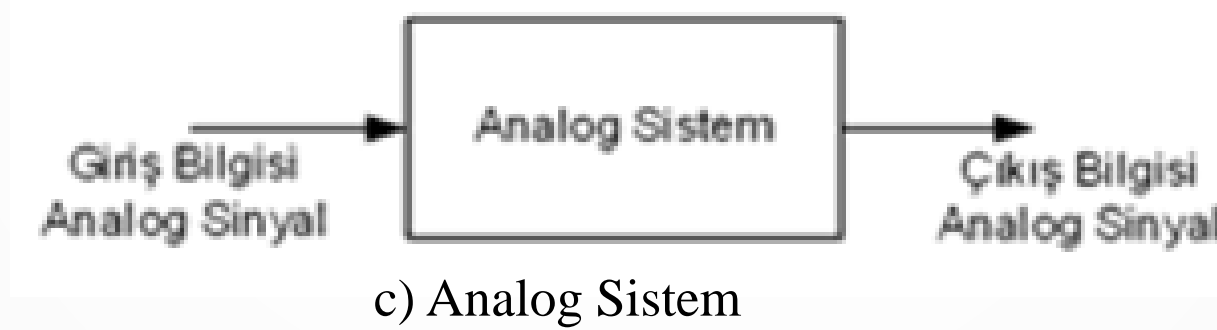 Analog Sistem
Giriş Bilgisi
Analog Sinyal
Çıkış Bilgisi
Analog Sinyal
c) Analog Sistem